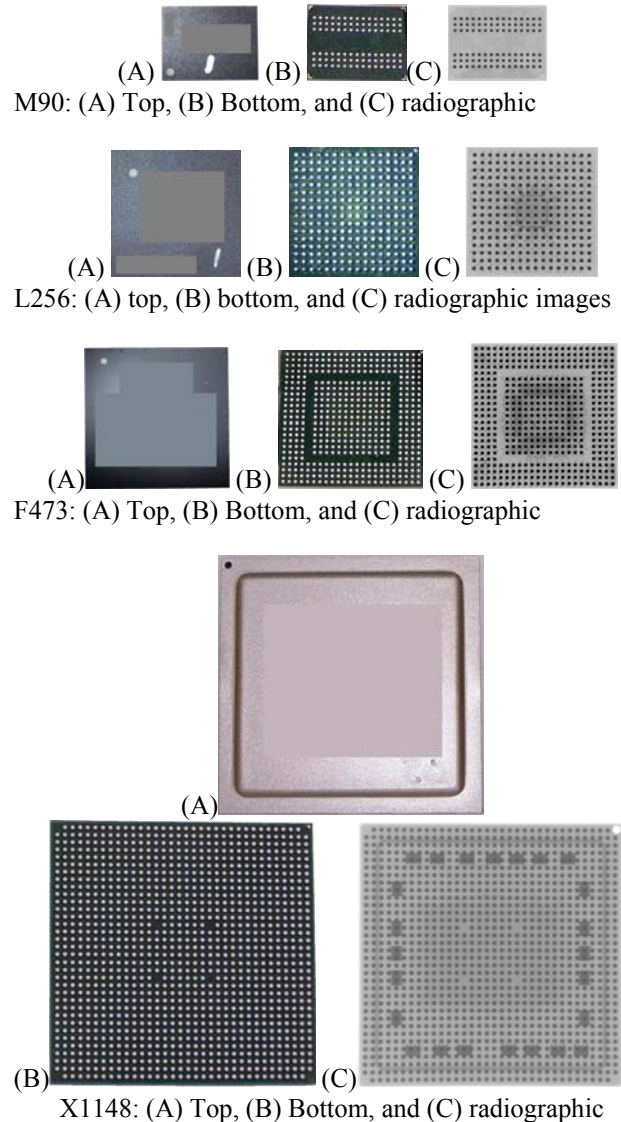 (A) (B) (C)
M90: (A) Top, (B) Bottom, and (C) radiographic
(A) (B) (C)
L256: (A) top, (B) bottom, and (C) radiographic images
(A) (B) (C)
F473: (A) Top, (B) Bottom, and (C) radiographic
(A)
(B) (C)
X1148: (A) Top, (B) Bottom, and (C) radiographic